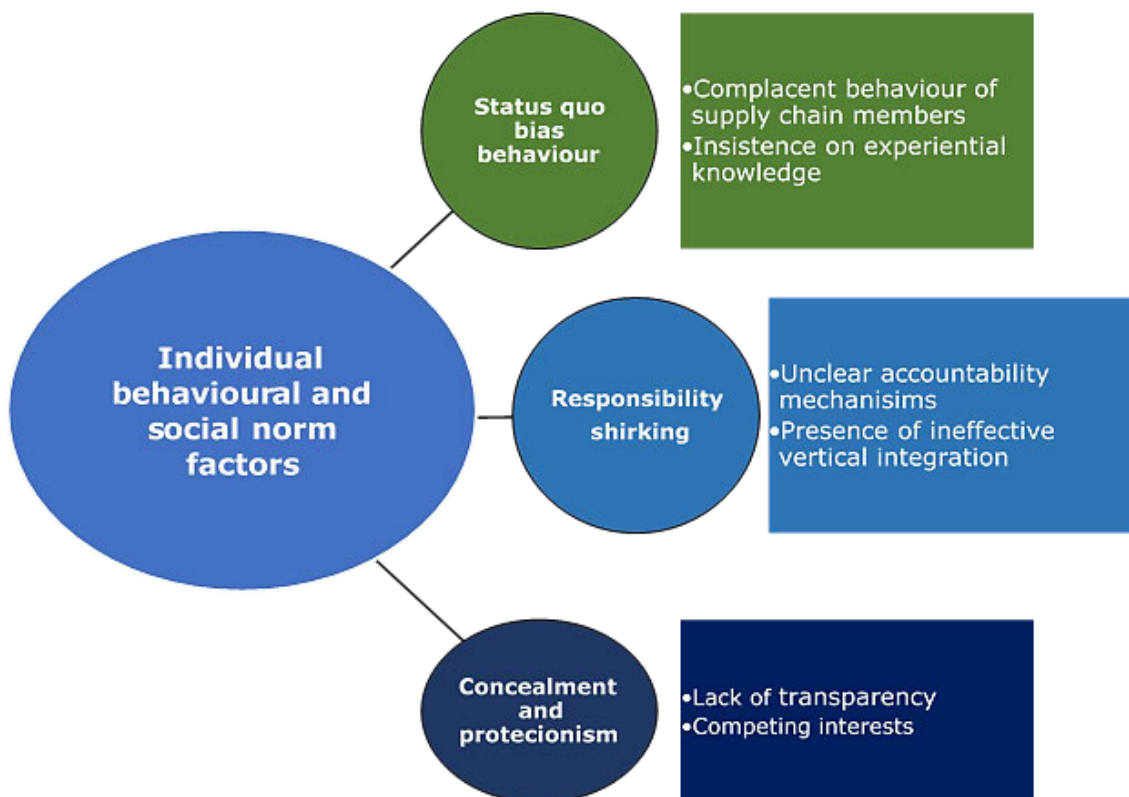 Status quo
bias
behaviour
•Complacent behaviour of
supply chain members
•Insistence on experiential
knowledge
Individual
behavioural and
social norm
factors
Responsibility
shirking
•Unclear accountability
mechanisims
•Presence of ineffective
vertical integration
Concealment
and
protecionism
•Lack of transparency
•Competing interests